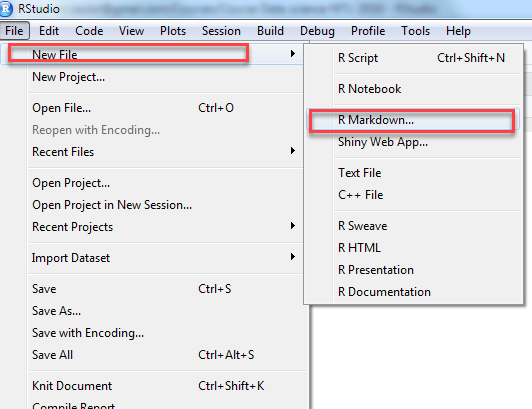 RStudio
File Edit Code View Plots Session Build Debug Profile Tools Help
New File
New Project...
Open File... Ctrl+O
Reopen with Encoding...
Recent Files
Open Project...
Open Project in New Session...
Recent Projects
Import Dataset
Save Ctrl+S
Save As...
Save with Encoding...
Save All Ctrl+Alt+S
Knit Document Ctrl+Shift+K
Compile Report
R Script Ctrl+Shift+N
R Notebook
R Markdown...
Shiny Web App...
Text File
C++ File
R Sweave
R HTML
R Presentation
R Documentation